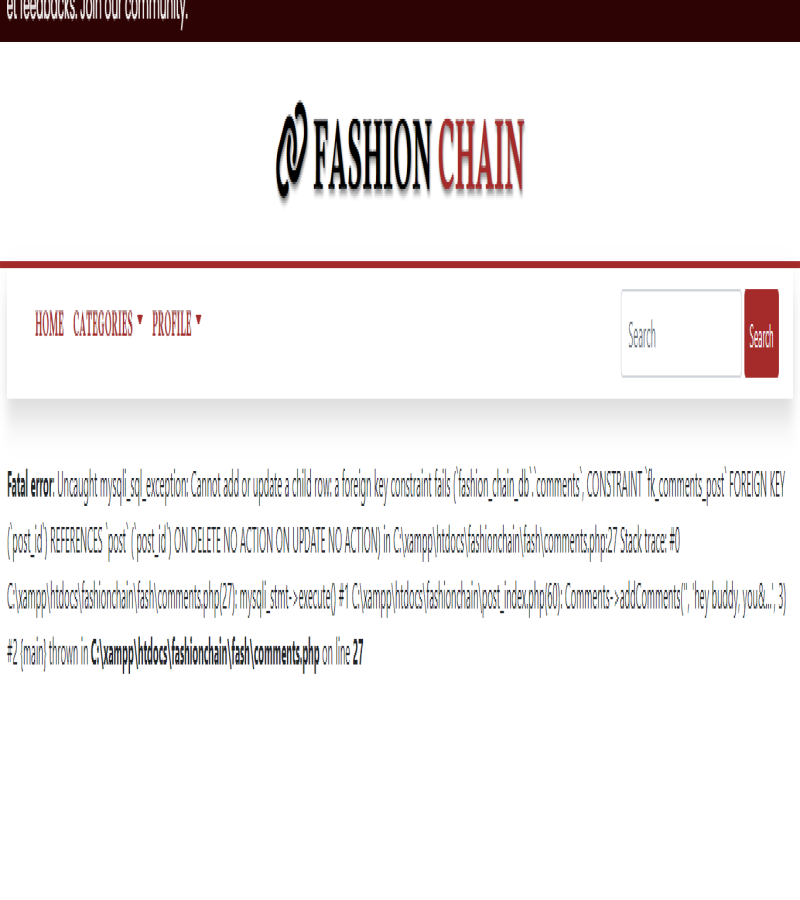 et feedbacks. Join our community.
FASHION CHAIN
HOME CATEGORIES PROFILE Search Search
Fatal error: Uncaught mysqli_sql_exception: Cannot add or update a child row: a foreign key constraint fails (`fashion_chain_db`.`comments`, CONSTRAINT `fk_comments_post` FOREIGN KEY
(`post_id`) REFERENCES `post` (`post_id`) ON DELETE NO ACTION ON UPDATE NO ACTION) in C:\xampp\htdocs\fashionchain\fash\comments.php:27 Stack trace: #0
C:\xampp\htdocs\fashionchain\fash\comments.php(27): mysqli_stmt->execute() #1 C:\xampp\htdocs\fashionchain\post_index.php(60): Comments->addComments('', 'hey buddy, you&...', 3)
#2 {main} thrown in C:\xampp\htdocs\fashionchain\fash\comments.php on line 27